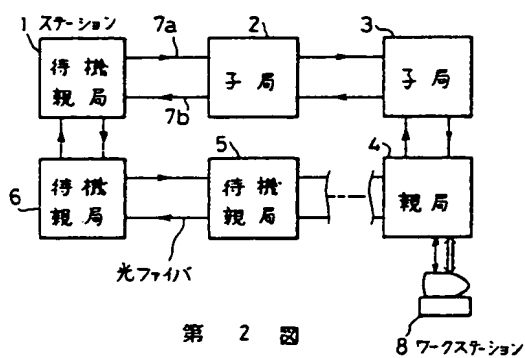 1 ステーション
7a
2
3
待機
親局
子局
子局
7b
5
4
6
待機
親局
待機
親局
親局
光ファイバ
第 2 図
8 ワークステーション